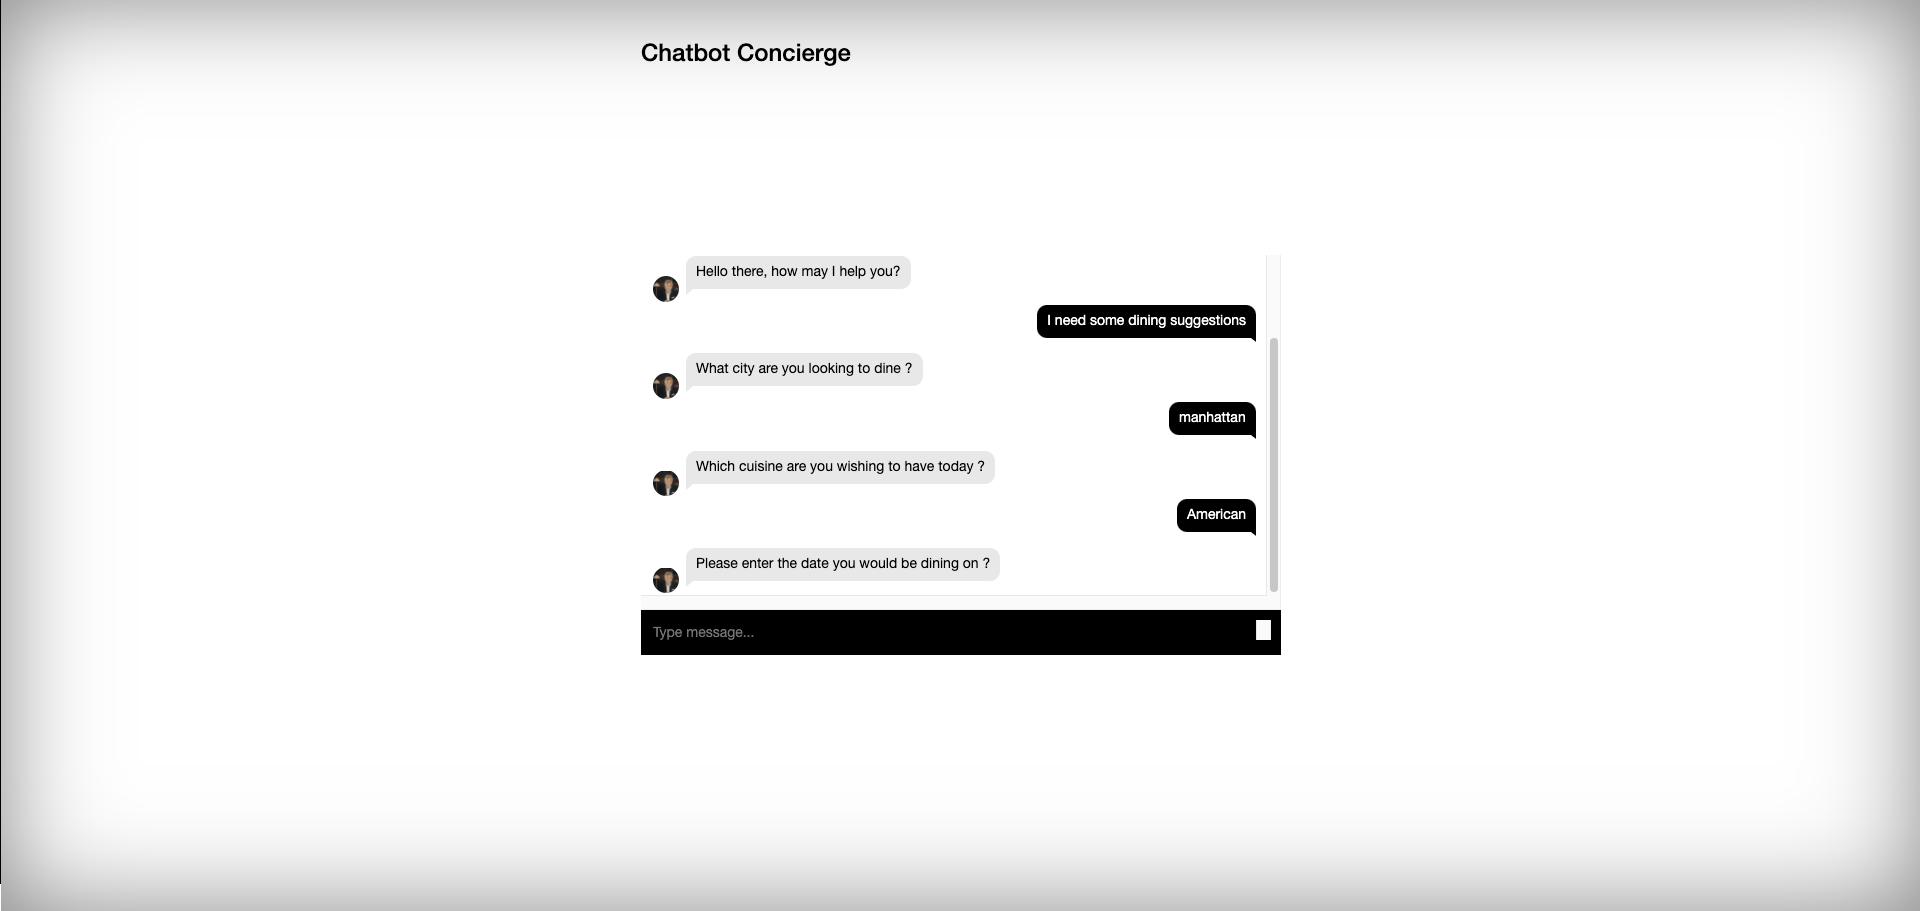 Chatbot Concierge
Hello there, how may I help you?
I need some dining suggestions
What city are you looking to dine ?
manhattan
Which cuisine are you wishing to have today ?
American
Please enter the date you would be dining on ?
Type message...